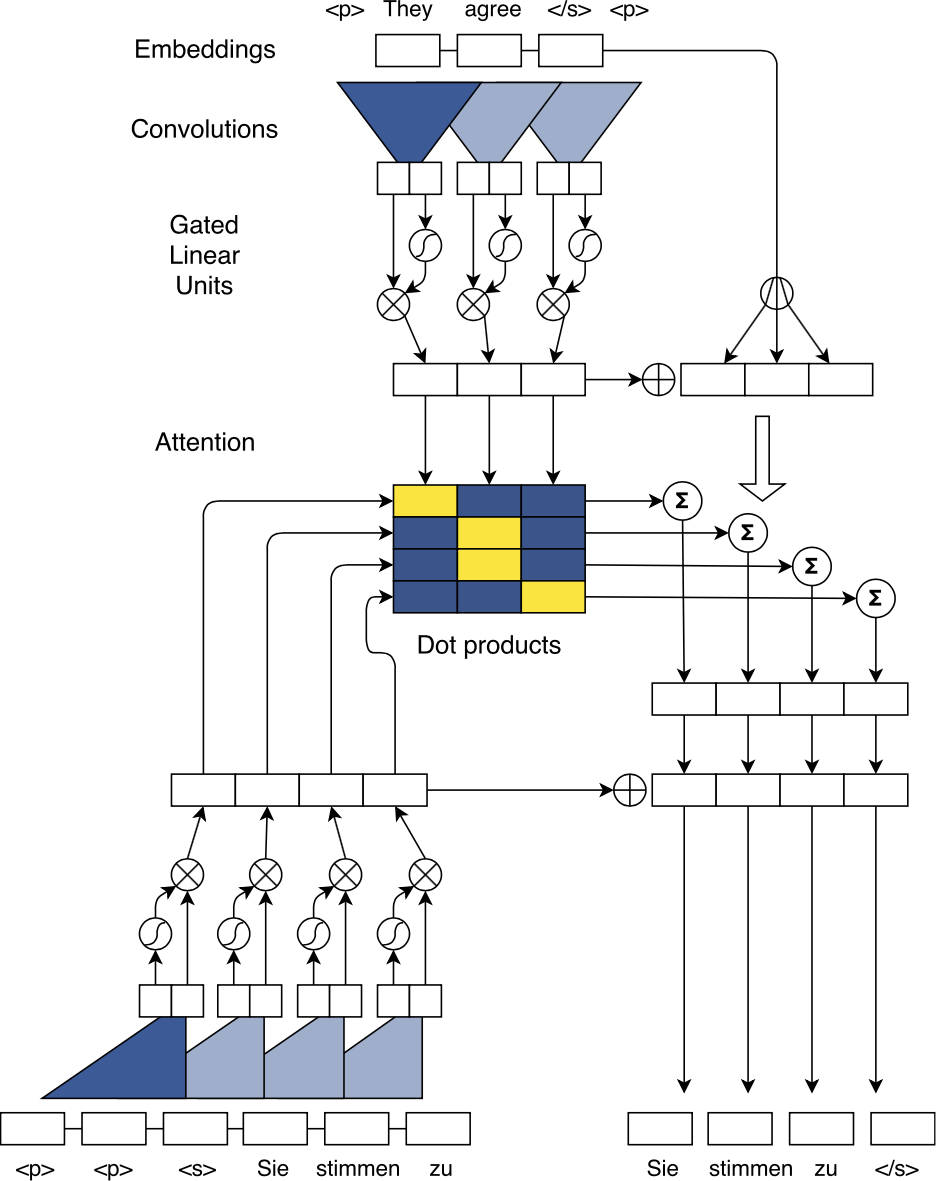 <p> They agree </s> <p>
Embeddings
Convolutions
Gated
Linear
Units
Attention
Σ
Σ
Σ
Σ
Dot products
<p> <p> <s> Sie stimmen zu
Sie stimmen zu </s>